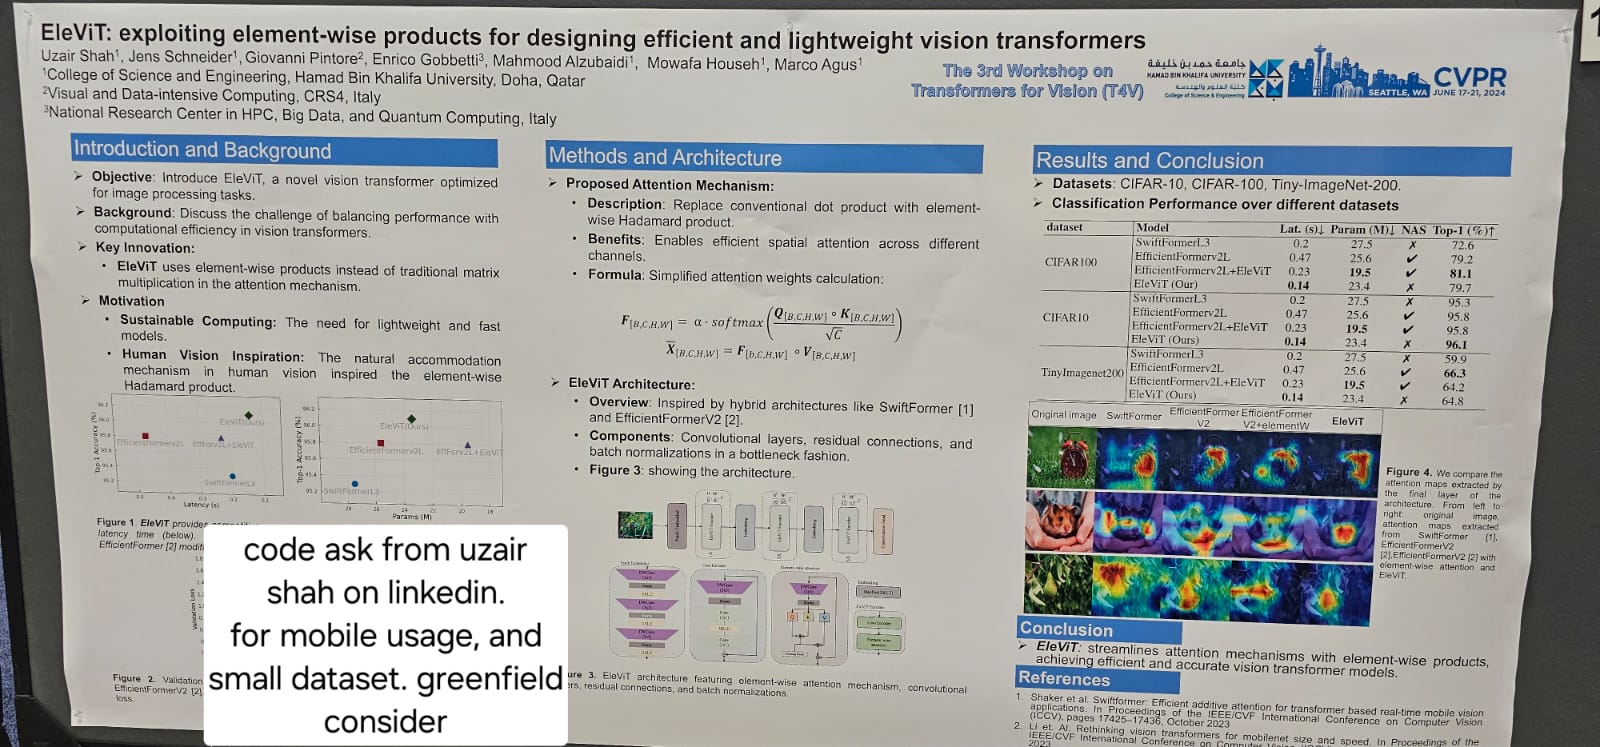 EleViT: exploiting element-wise products for designing efficient and lightweight vision transformers
Uzair Shah¹, Jens Schneider¹, Giovanni Pintore², Enrico Gobbetti³, Mahmood Alzubaidi¹, Mowafa Househ¹, Marco Agus¹
¹College of Science and Engineering, Hamad Bin Khalifa University, Doha, Qatar
²Visual and Data-intensive Computing, CRS4, Italy
³National Research Center in HPC, Big Data, and Quantum Computing, Italy
The 3rd Workshop on
Transformers for Vision (T4V)
جامعة حمد بن خليفة
HAMAD BIN KHALIFA UNIVERSITY
كلية العلوم والهندسة
College of Science & Engineering
CVPR
SEATTLE, WA JUNE 17-21, 2024
Introduction and Background
➢ Objective: Introduce EleViT, a novel vision transformer optimized
for image processing tasks.
➢ Background: Discuss the challenge of balancing performance with
computational efficiency in vision transformers.
➢ Key Innovation:
• EleViT uses element-wise products instead of traditional matrix
multiplication in the attention mechanism.
➢ Motivation
• Sustainable Computing: The need for lightweight and fast
models.
• Human Vision Inspiration: The natural accommodation
mechanism in human vision inspired the element-wise
Hadamard product.
Top-1 Accuracy (%)
EleViT(Ours)
EfficientFormerv2L
EffForv2L+EleViT
SwiftFormerL3
Latency (s)
Top-1 Accuracy (%)
EleViT(Ours)
EfficientFormerv2L
EffForv2L+EleViT
SwiftFormerL3
Params (M)
Figure 1. EleViT provides
latency time (below).
EfficientFormer [2] modif
Validation Loss
Figure 2. Validation
EfficientFormerV2 [2]
loss.
code ask from uzair
shah on linkedin.
for mobile usage, and
small dataset. greenfield
consider
Methods and Architecture
➢ Proposed Attention Mechanism:
• Description: Replace conventional dot product with element-
wise Hadamard product.
• Benefits: Enables efficient spatial attention across different
channels.
• Formula: Simplified attention weights calculation:
F[B,C,H,W] = α · softmax(Q[B,C,H,W] ∘ K[B,C,H,W] / √C)
X̅[B,C,H,W] = F[b,C,H,W] ∘ V[B,C,H,W]
➢ EleViT Architecture:
• Overview: Inspired by hybrid architectures like SwiftFormer [1]
and EfficientFormerV2 [2].
• Components: Convolutional layers, residual connections, and
batch normalizations in a bottleneck fashion.
• Figure 3: showing the architecture.
Q K V
ure 3. EleViT architecture featuring element-wise attention mechanism, convolutional
ers, residual connections, and batch normalizations.
Results and Conclusion
➢ Datasets: CIFAR-10, CIFAR-100, Tiny-ImageNet-200.
➢ Classification Performance over different datasets
dataset Model Lat. (s)↓ Param (M)↓ NAS Top-1 (%)↑
CIFAR100
SwiftFormerL3 0.2 27.5 ✗ 72.6
EfficientFormerv2L 0.47 25.6 ✓ 79.2
EfficientFormerv2L+EleViT 0.23 19.5 ✓ 81.1
EleViT (Our) 0.14 23.4 ✗ 79.7
CIFAR10
SwiftFormerL3 0.2 27.5 ✗ 95.3
EfficientFormerv2L 0.47 25.6 ✓ 95.8
EfficientFormerv2L+EleViT 0.23 19.5 ✓ 95.8
EleViT (Ours) 0.14 23.4 ✗ 96.1
TinyImagenet200
SwiftFormerL3 0.2 27.5 ✗ 59.9
EfficientFormerv2L 0.47 25.6 ✓ 66.3
EfficientFormerv2L+EleViT 0.23 19.5 ✓ 64.2
EleViT (Ours) 0.14 23.4 ✗ 64.8
Original image SwiftFormer EfficientFormer V2 EfficientFormer V2+elementW EleViT
Figure 4. We compare the
attention maps extracted by
the final layer of the
architecture. From left to
right: original image,
attention maps extracted
from SwiftFormer [1],
EfficientFormerV2
[2],EfficientFormerV2 [2] with
element-wise attention and
EleViT.
Conclusion
➢ EleViT: streamlines attention mechanisms with element-wise products,
achieving efficient and accurate vision transformer models.
References
1. Shaker et al. Swiftformer: Efficient additive attention for transformer based real-time mobile vision
applications. In Proceedings of the IEEE/CVF International Conference on Computer Vision
(ICCV), pages 17425–17436, October 2023
2. Li et. Al. Rethinking vision transformers for mobilenet size and speed. In Proceedings of the
IEEE/CVF International Conference on Computer
2023